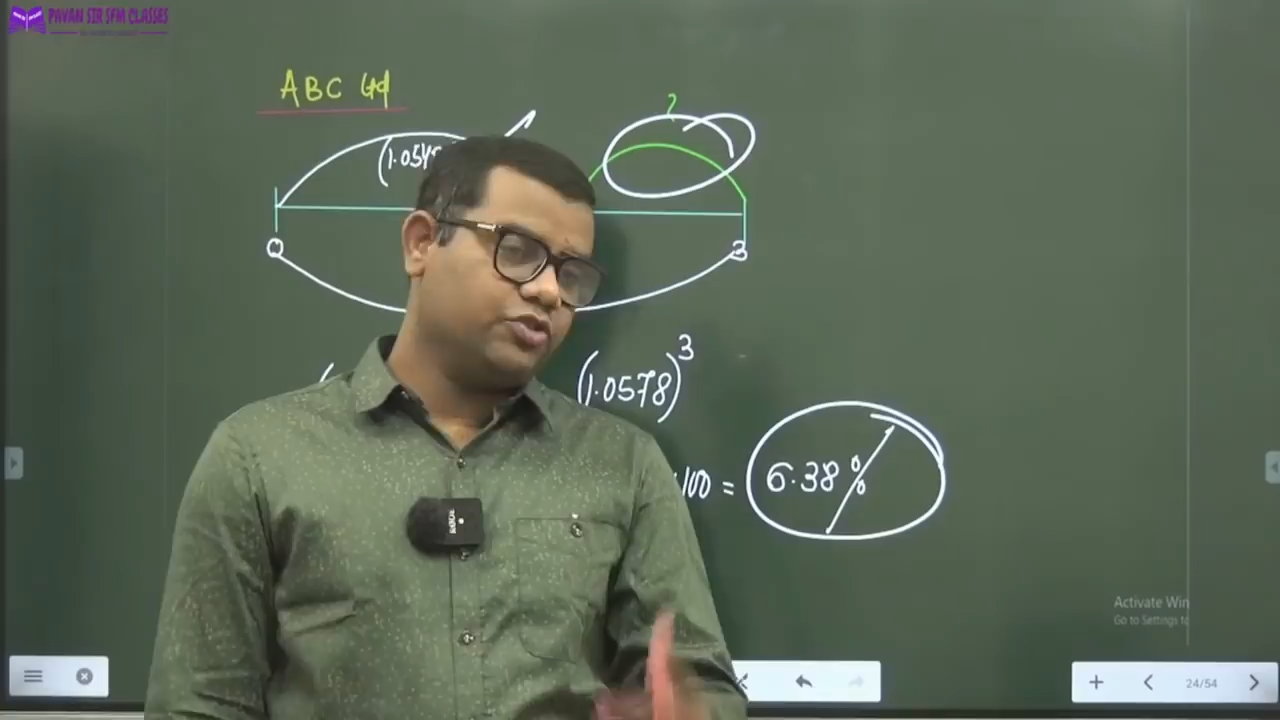 PAVAN SIR SFM CLASSES
ABC Ltd
?
(1.054
0
3
(1.0578)³
100 = 6.38%
Activate Win
Go to Settings to
24/54